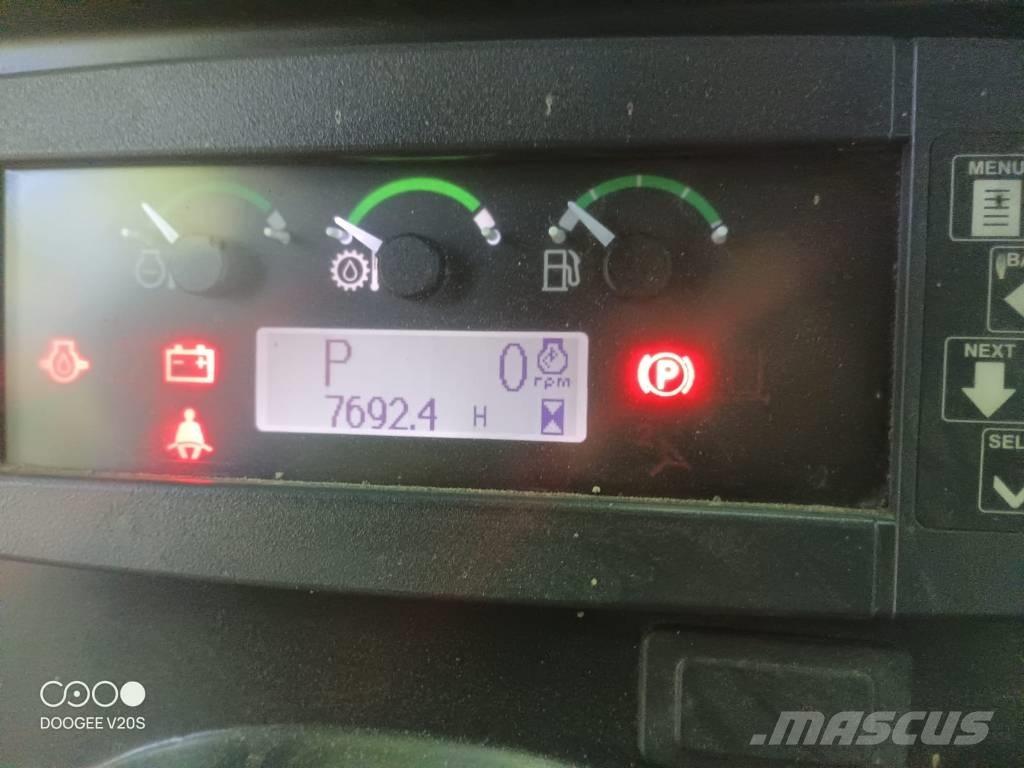 MENU
BA
P 0 rpm
7692.4 H
P
NEXT
SEL
DOOGEE V20S
MASCUS